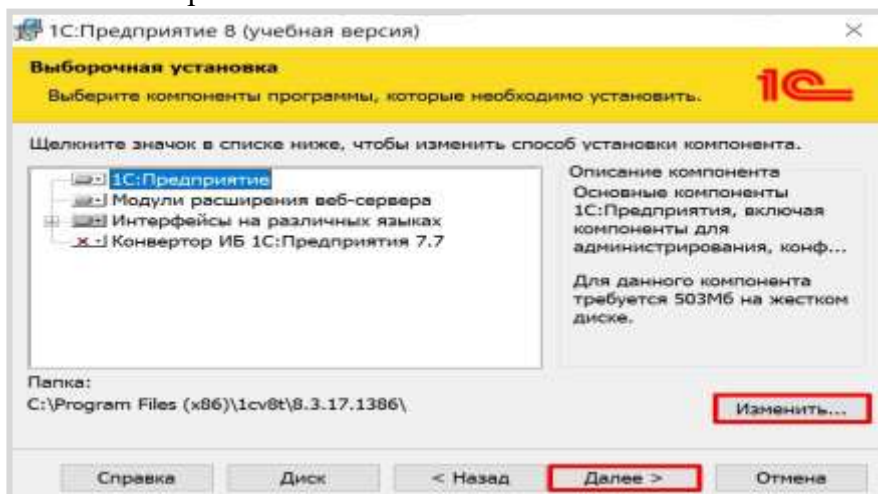 1С:Предприятие 8 (учебная версия)
Выборочная установка
Выберите компоненты программы, которые необходимо установить.
1С
Щелкните значок в списке ниже, чтобы изменить способ установки компонента.
1С:Предприятие
Модули расширения веб-сервера
Интерфейсы на различных языках
Конвертор ИБ 1С:Предприятия 7.7
Описание компонента
Основные компоненты
1С:Предприятия, включая
компоненты для
администрирования, конф...
Для данного компонента
требуется 503Мб на жестком
диске.
Папка:
C:\Program Files (x86)\1cv8t\8.3.17.1386\
Изменить...
Справка
Диск
< Назад
Далее >
Отмена